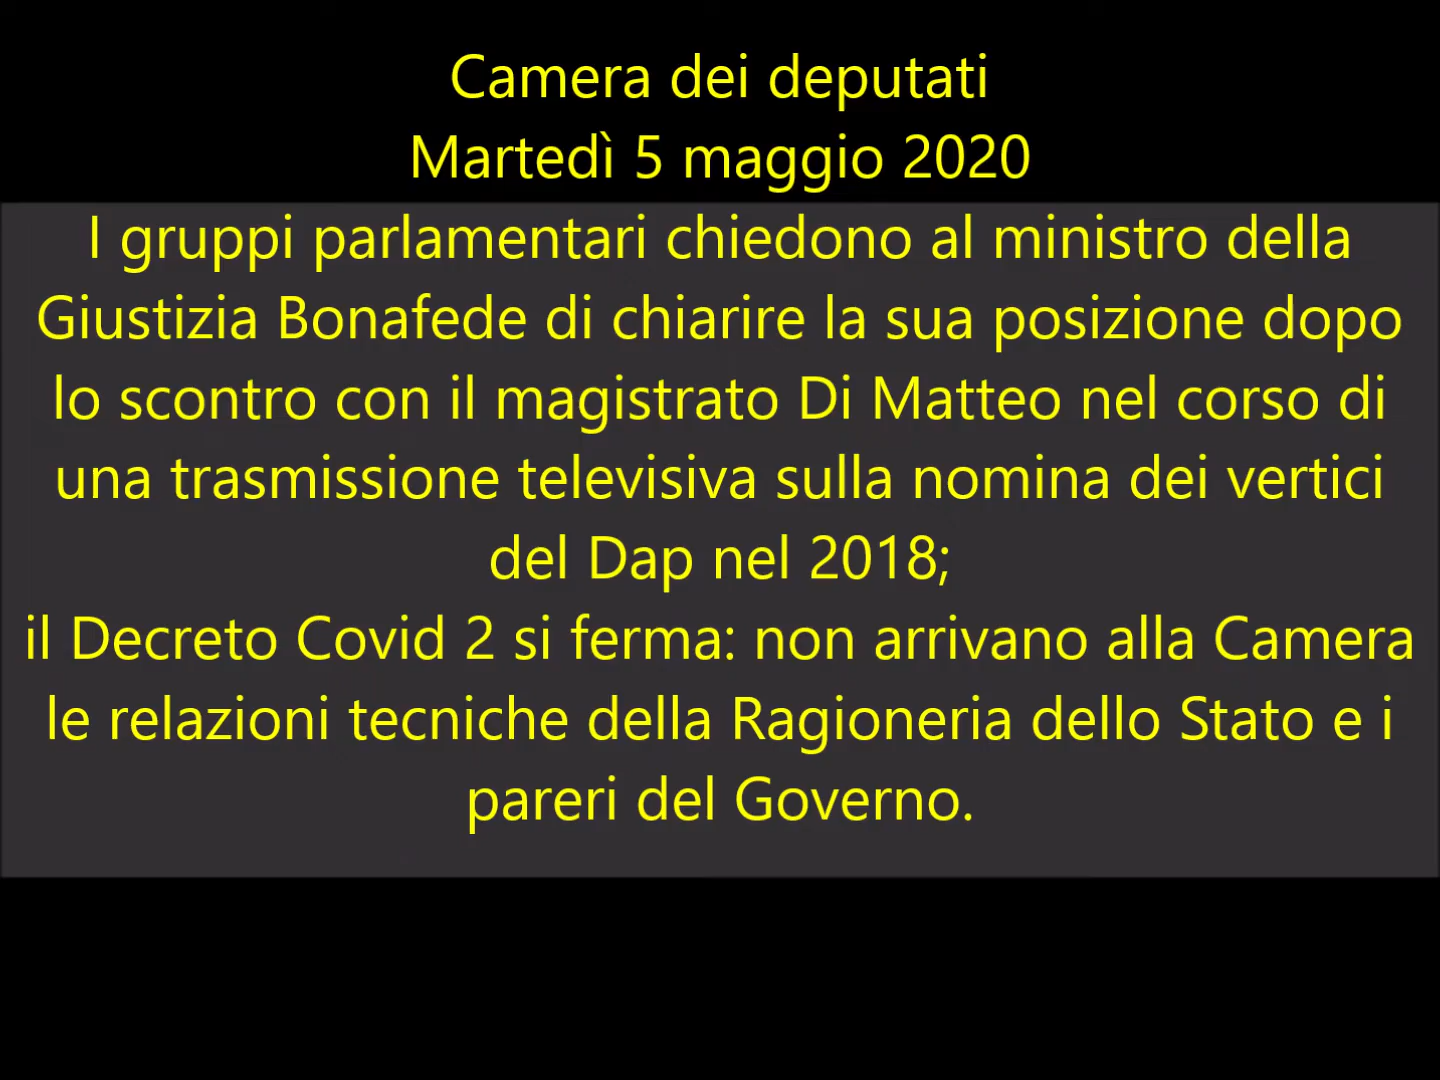 Camera dei deputati
Martedì 5 maggio 2020
I gruppi parlamentari chiedono al ministro della
Giustizia Bonafede di chiarire la sua posizione dopo
lo scontro con il magistrato Di Matteo nel corso di
una trasmissione televisiva sulla nomina dei vertici
del Dap nel 2018;
il Decreto Covid 2 si ferma: non arrivano alla Camera
le relazioni tecniche della Ragioneria dello Stato e i
pareri del Governo.